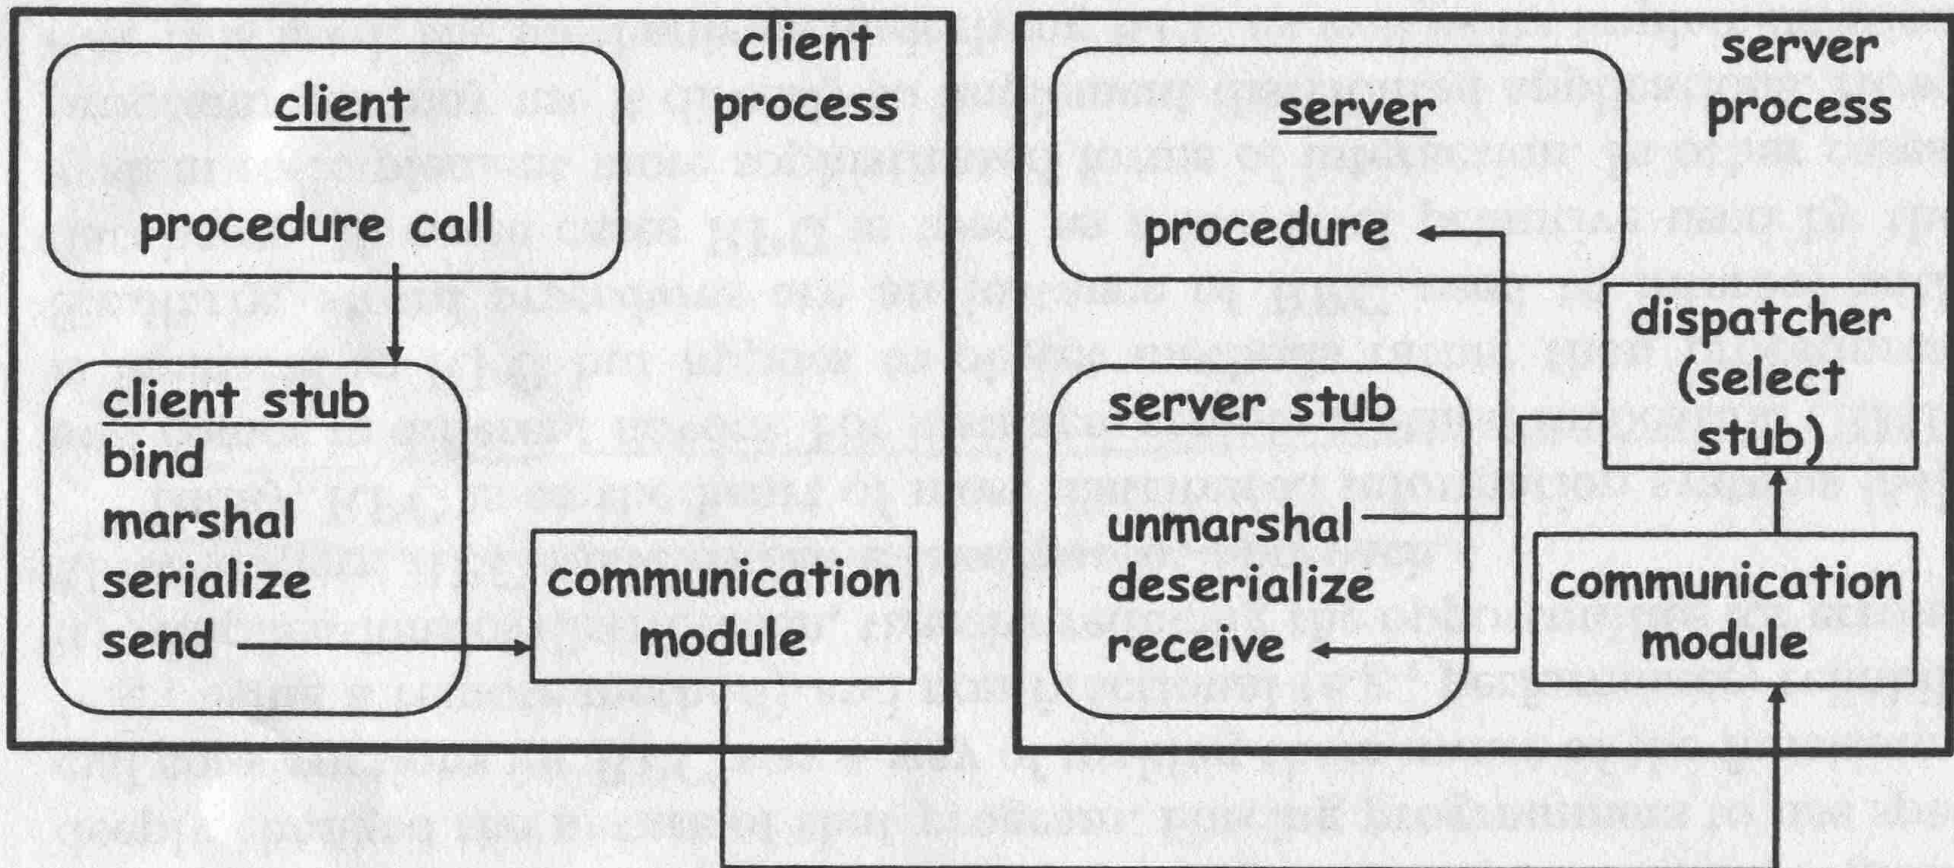 client
process
client
procedure call
client stub
bind
marshal
serialize
send
communication
module
server
process
server
procedure
dispatcher
(select
stub)
server stub
unmarshal
deserialize
receive
communication
module